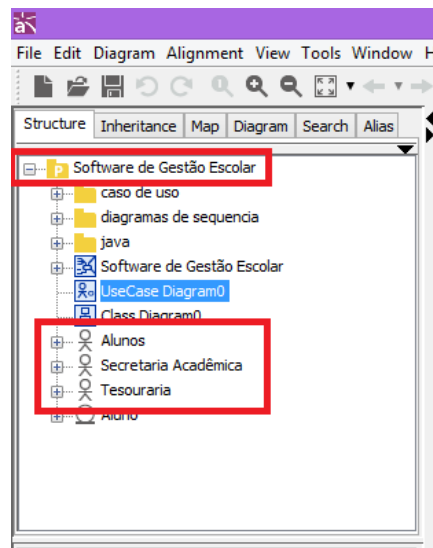 File Edit Diagram Alignment View Tools Window H
Structure Inheritance Map Diagram Search Alias
Software de Gestão Escolar
caso de uso
diagramas de sequencia
java
Software de Gestão Escolar
UseCase Diagram0
Class Diagram0
Alunos
Secretaria Acadêmica
Tesouraria
Aluno